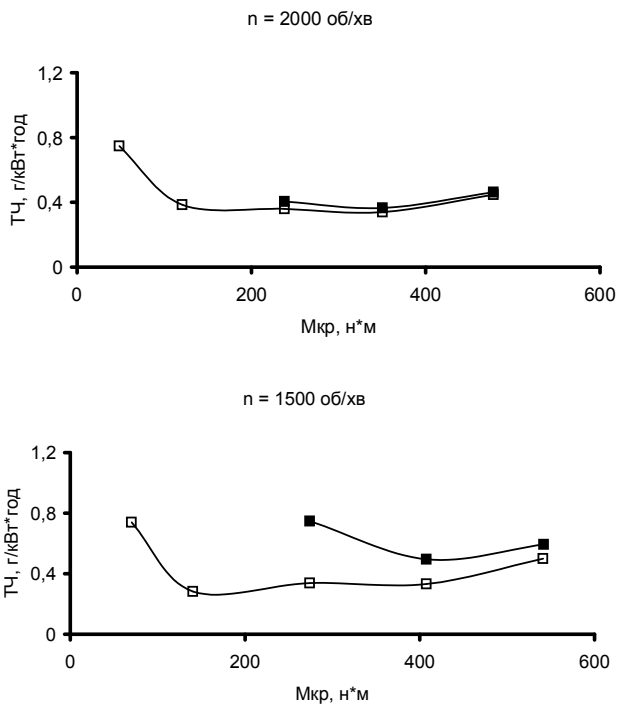 n = 2000 об/хв
1,2
0,8
0,4
0
ТЧ, г/кВт*год
0 200 400 600
Мкр, н*м
n = 1500 об/хв
1,2
0,8
0,4
0
ТЧ, г/кВт*год
0 200 400 600
Мкр, н*м